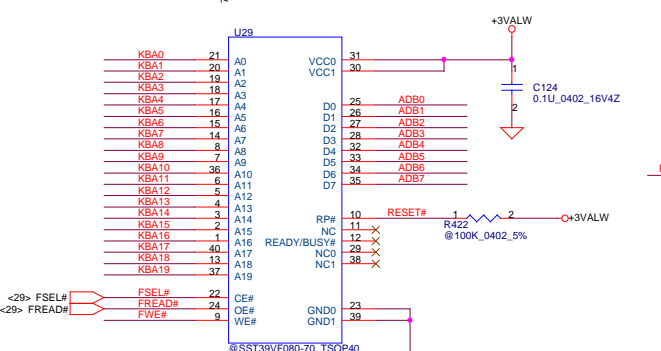 +3VALW
U29
KBA0 21 A0 VCC0 31
KBA1 20 A1 VCC1 30
KBA2 19 A2
KBA3 18 A3
KBA4 17 A4 D0 25 ADB0
KBA5 16 A5 D1 26 ADB1
KBA6 15 A6 D2 27 ADB2
KBA7 14 A7 D3 28 ADB3
KBA8 8 A8 D4 32 ADB4
KBA9 7 A9 D5 33 ADB5
KBA10 36 A10 D6 34 ADB6
KBA11 6 A11 D7 35 ADB7
KBA12 5 A12
KBA13 4 A13
KBA14 3 A14 RP# 10 RESET# 1 2 +3VALW
KBA15 2 A15 NC 11
KBA16 1 A16 READY/BUSY# 12
KBA17 40 A17 NC0 29
KBA18 13 A18 NC1 38
KBA19 37 A19
1
C124
0.1U_0402_16V4Z
2
R422
@100K_0402_5%
<29> FSEL# FSEL# 22 CE# GND0 23
<29> FREAD# FREAD# 24 OE# GND1 39
FWE# 9 WE#
@SST39VF080-70_TSOP40